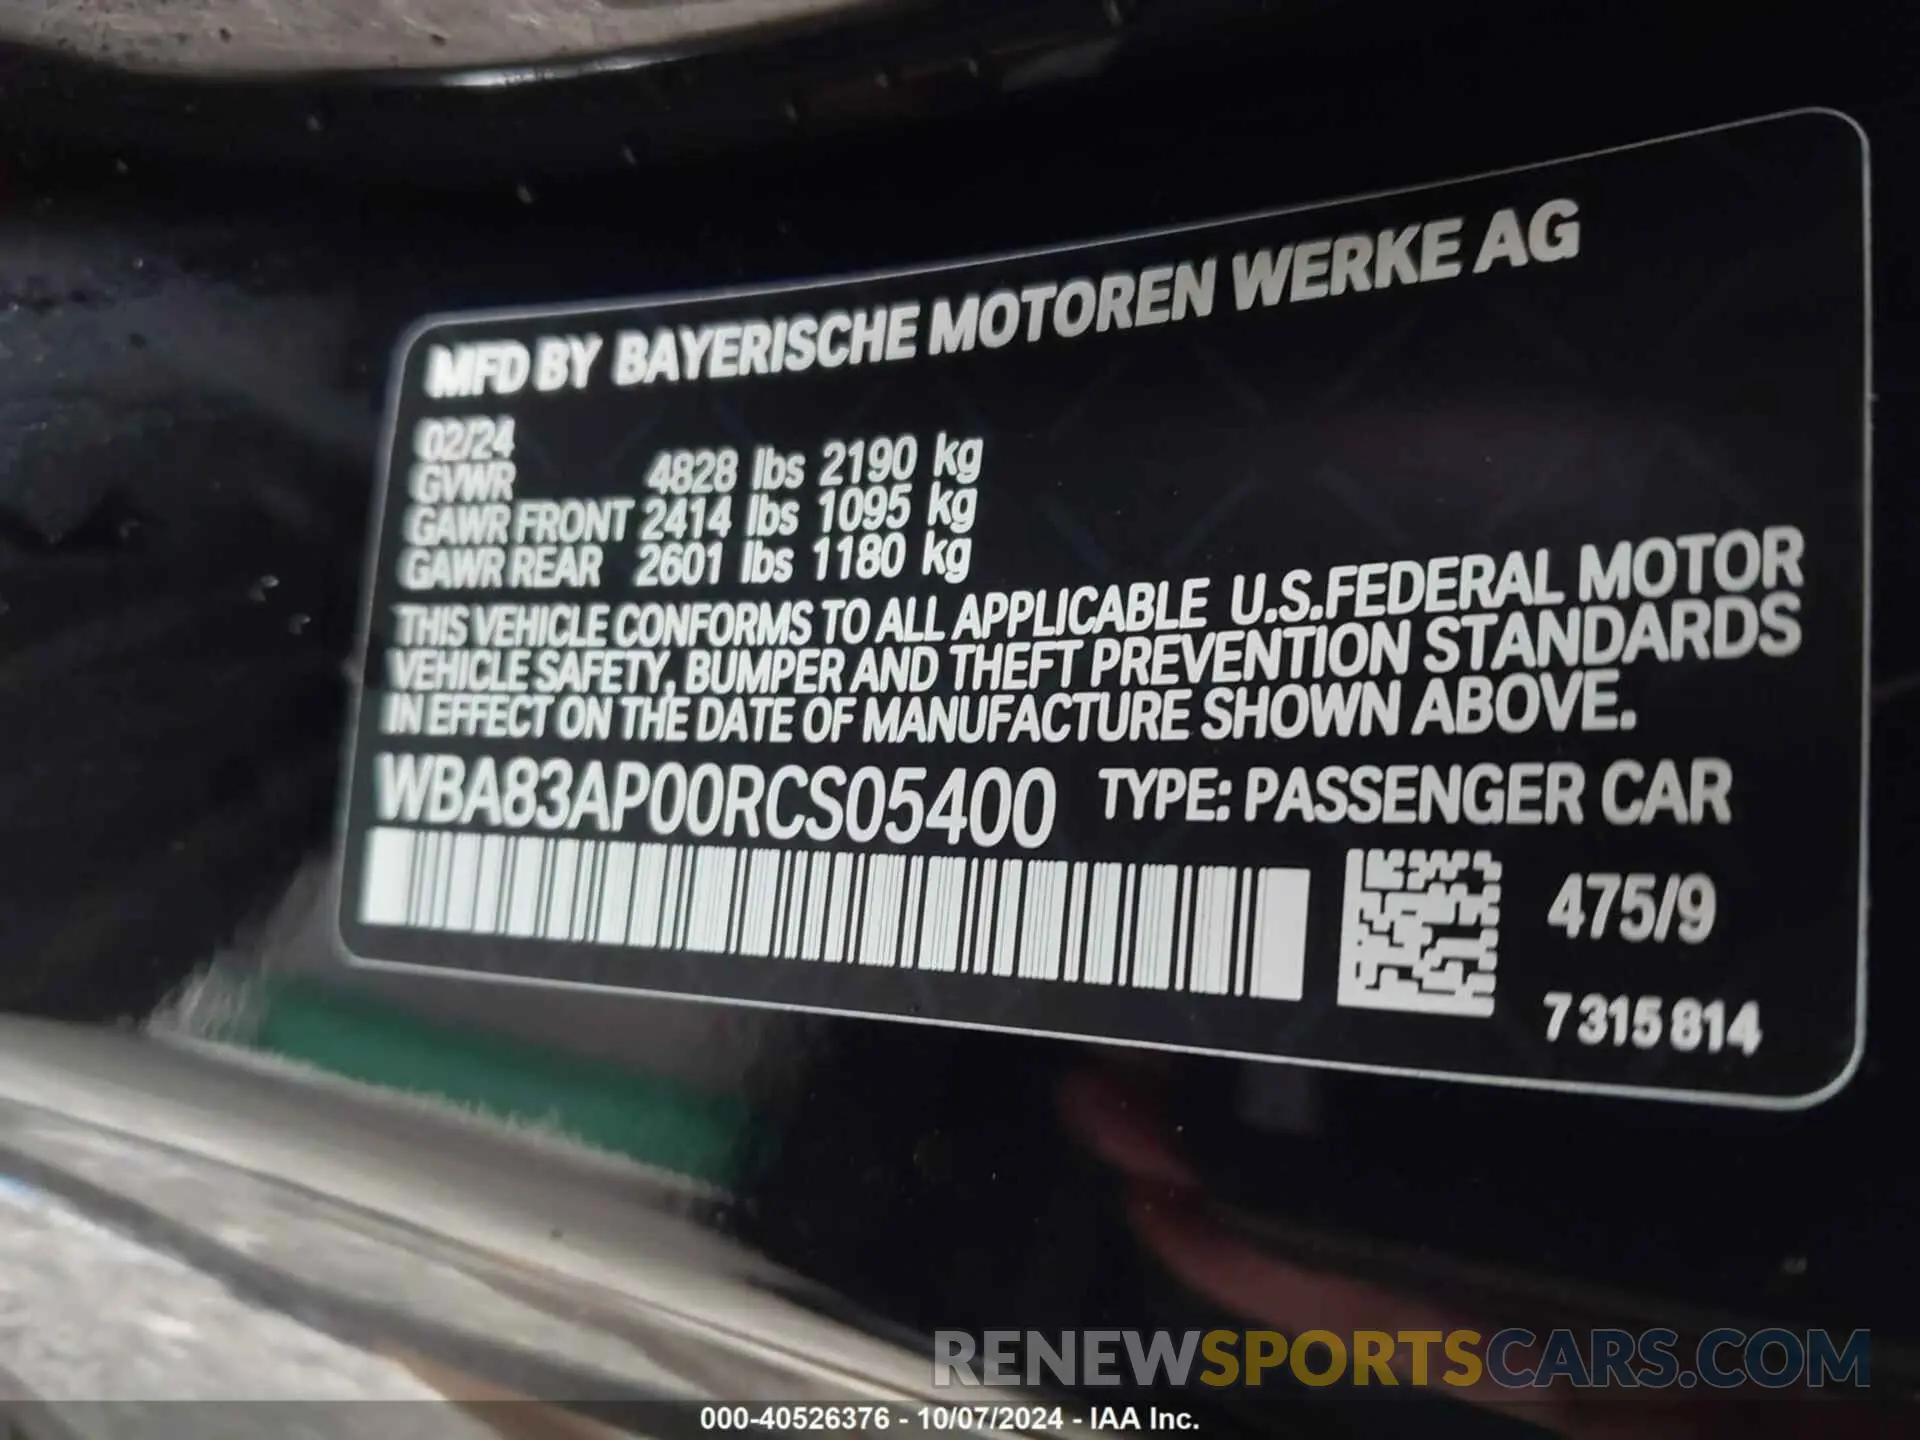 MFD BY BAYERISCHE MOTOREN WERKE AG
02/24
GVWR 4828 lbs 2190 kg
GAWR FRONT 2414 lbs 1095 kg
GAWR REAR 2601 lbs 1180 kg
THIS VEHICLE CONFORMS TO ALL APPLICABLE U.S.FEDERAL MOTOR
VEHICLE SAFETY, BUMPER AND THEFT PREVENTION STANDARDS
IN EFFECT ON THE DATE OF MANUFACTURE SHOWN ABOVE.
WBA83AP00RCS05400 TYPE: PASSENGER CAR
475/9
7 315 814
RENEWSPORTSCARS.COM
000-40526376 - 10/07/2024 - IAA Inc.